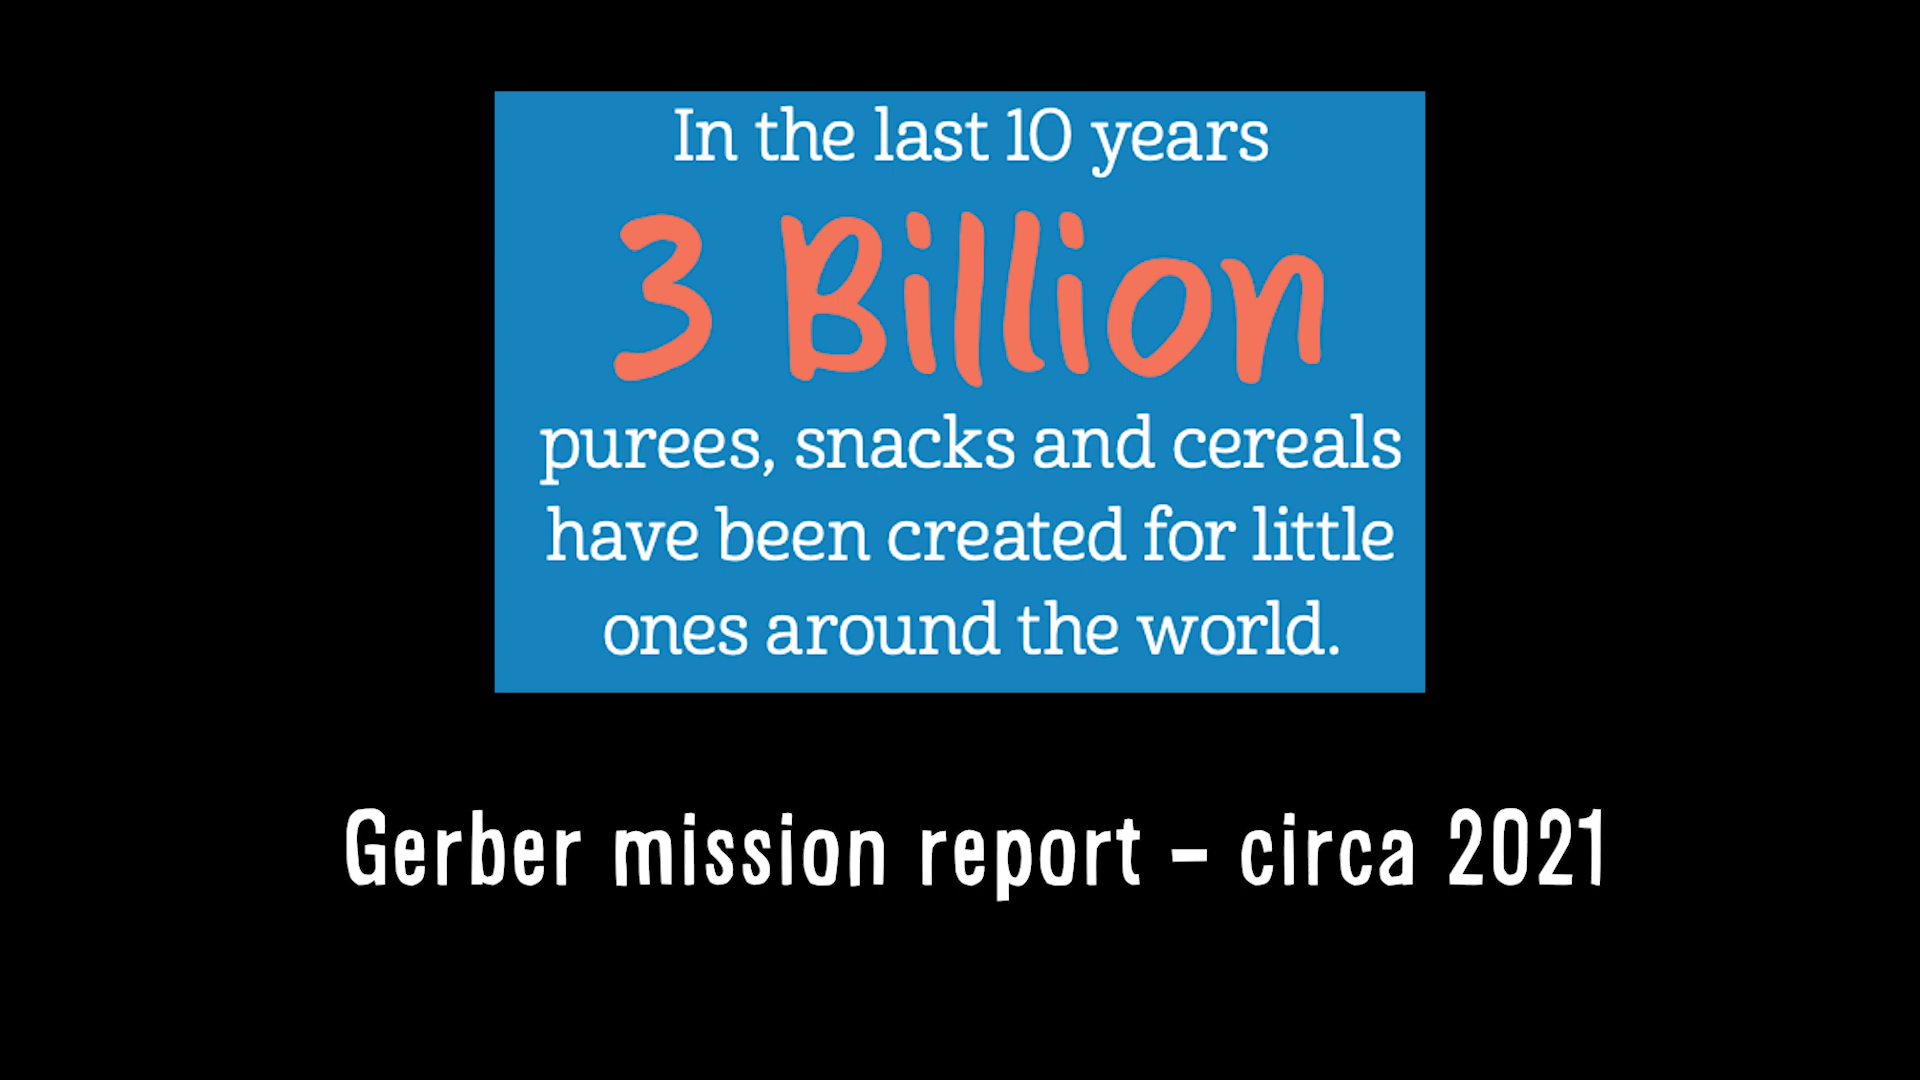 In the last 10 years
3 Billion
purees, snacks and cereals
have been created for little
ones around the world.
Gerber mission report – circa 2021